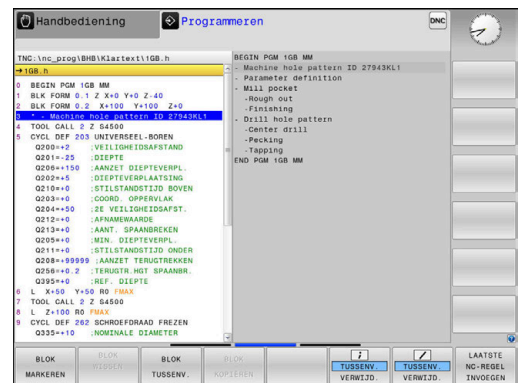 Handbediening
Programmeren
DNC
TNC:\nc_prog\BHB\Klartext\1GB.h
→1GB.h
0 BEGIN PGM 1GB MM
1 BLK FORM 0.1 Z X+0 Y+0 Z-40
2 BLK FORM 0.2 X+100 Y+100 Z+0
3 * - Machine hole pattern ID 27943KL1
4 TOOL CALL 2 Z S4500
5 CYCL DEF 203 UNIVERSEEL-BOREN
Q200=+2 ;VEILIGHEIDSAFSTAND
Q201=-25 ;DIEPTE
Q206=+150 ;AANZET DIEPTEVERPL.
Q202=+5 ;DIEPTEVERPLAATSING
Q210=+0 ;STILSTANDSTIJD BOVEN
Q203=+0 ;COORD. OPPERVLAK
Q204=+50 ;2E VEILIGHEIDSAFST.
Q212=+0 ;AFNAMEWAARDE
Q213=+0 ;AANT. SPAANBREKEN
Q205=+0 ;MIN. DIEPTEVERPL.
Q211=+0 ;STILSTANDSTIJD ONDER
Q208=+99999 ;AANZET TERUGTREKKEN
Q256=+0.2 ;TERUGTR.HGT SPAANBR.
Q395=+0 ;REF. DIEPTE
6 L X+50 Y+50 R0 FMAX
7 TOOL CALL 2 Z S4500
8 L Z+100 R0 FMAX
9 CYCL DEF 262 SCHROEFDRAAD FREZEN
Q335=+10 ;NOMINALE DIAMETER
BEGIN PGM 1GB MM
- Machine hole pattern ID 27943KL1
- Parameter definition
- Mill pocket
-Rough out
-Finishing
- Drill hole pattern
-Center drill
-Pecking
-Tapping
END PGM 1GB MM
BLOK MARKEREN
BLOK WISSEN
BLOK TUSSENV.
BLOK KOPIEREN
; TUSSENV. VERWIJD.
TUSSENV. VERWIJD.
LAATSTE NC-REGEL INVOEGEN